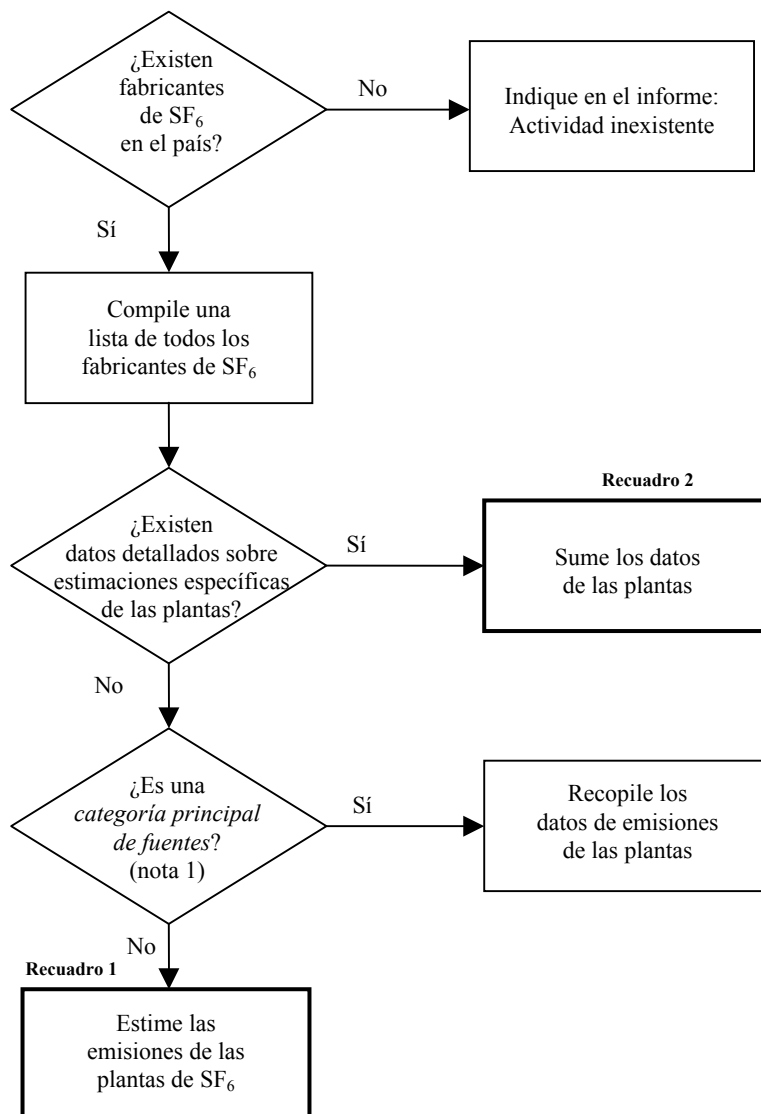 ¿Existen
fabricantes
de SF₆
en el país?
No
Indique en el informe:
Actividad inexistente
Sí
Compile una
lista de todos los
fabricantes de SF₆
Recuadro 2
¿Existen
datos detallados sobre
estimaciones específicas
de las plantas?
Sí
Sume los datos
de las plantas
No
¿Es una
categoría principal
de fuentes?
(nota 1)
Sí
Recopile los
datos de emisiones
de las plantas
No
Recuadro 1
Estime las
emisiones de las
plantas de SF₆